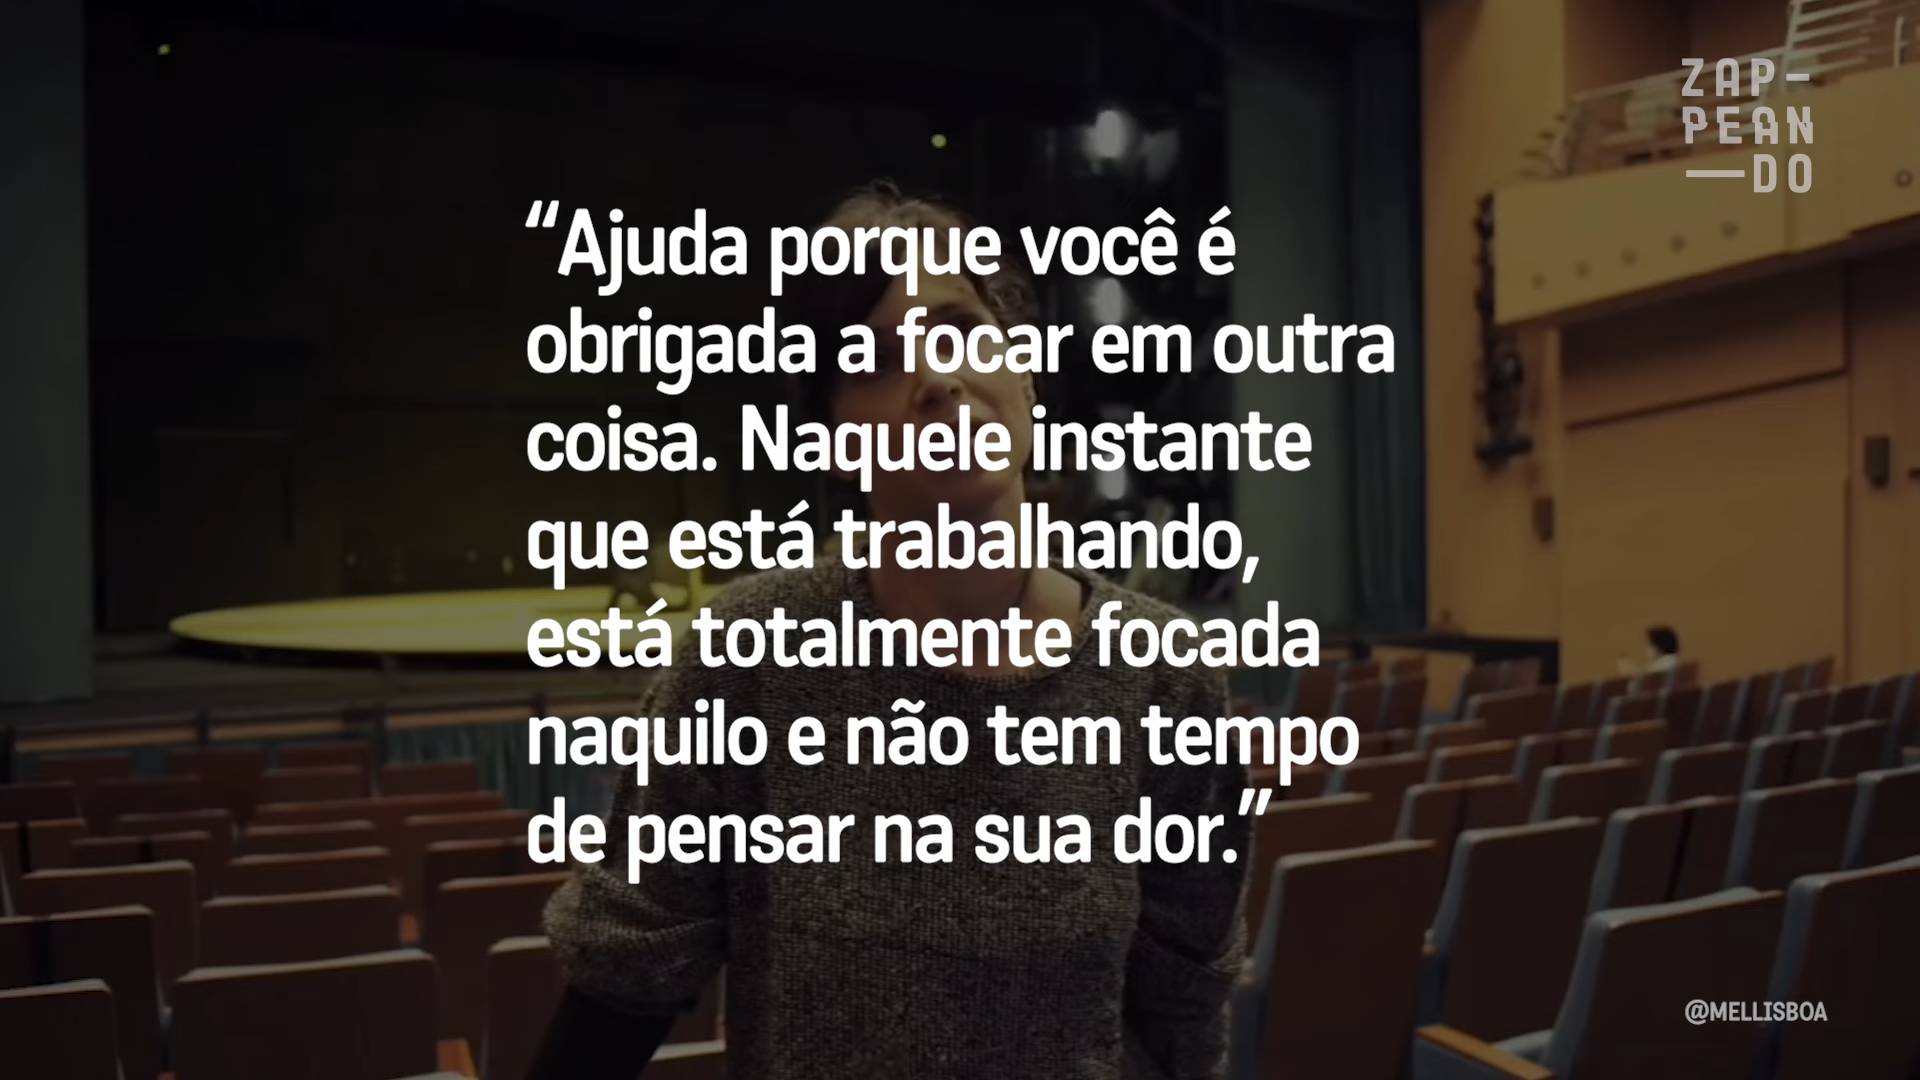 ZAP-
PEAN
—DO
“Ajuda porque você é
obrigada a focar em outra
coisa. Naquele instante
que está trabalhando,
está totalmente focada
naquilo e não tem tempo
de pensar na sua dor.”
@MELLISBOA